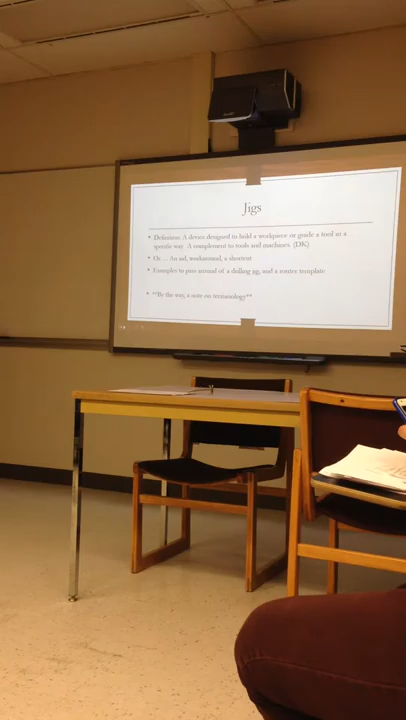 Jigs
• Definition: A device designed to hold a workpiece or guide a tool in a
specific way. A complement to tools and machines. (DK)
• Or… An aid, workaround, a shortcut
• Examples to pass around of a drilling jig, and a router template
• **By the way, a note on terminology**